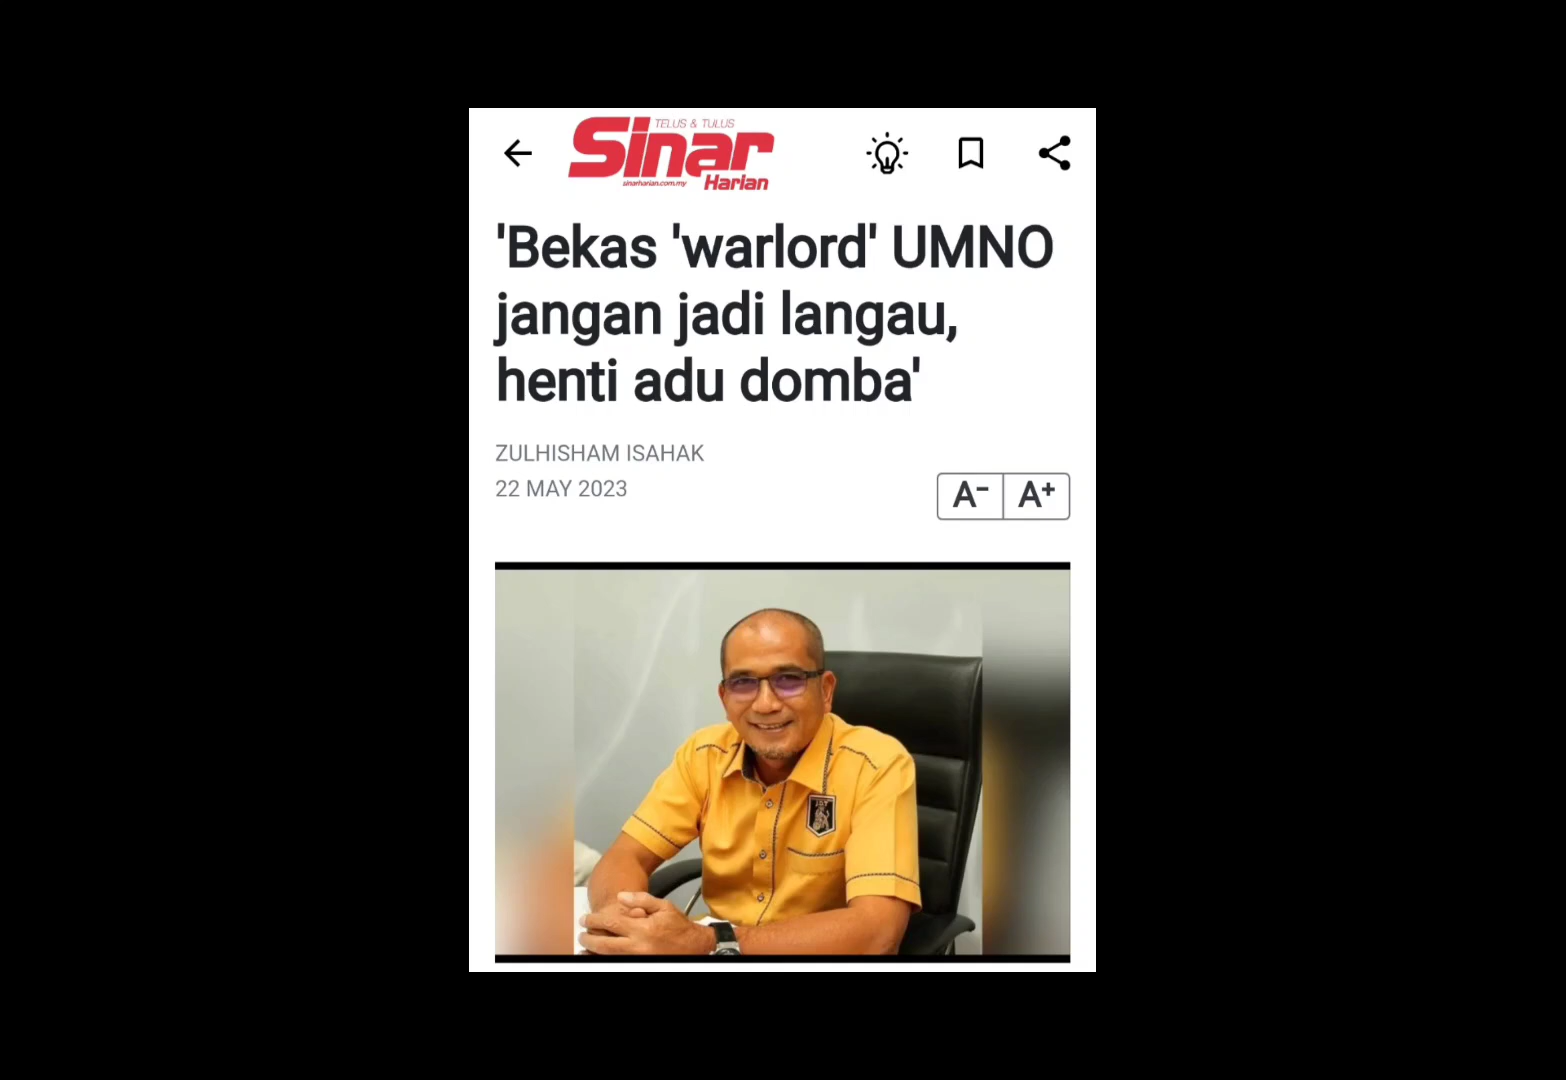 TELUS & TULUS
Sinar
Harian
sinarharian.com.my
'Bekas 'warlord' UMNO
jangan jadi langau,
henti adu domba'
ZULHISHAM ISAHAK
22 MAY 2023
A- A+